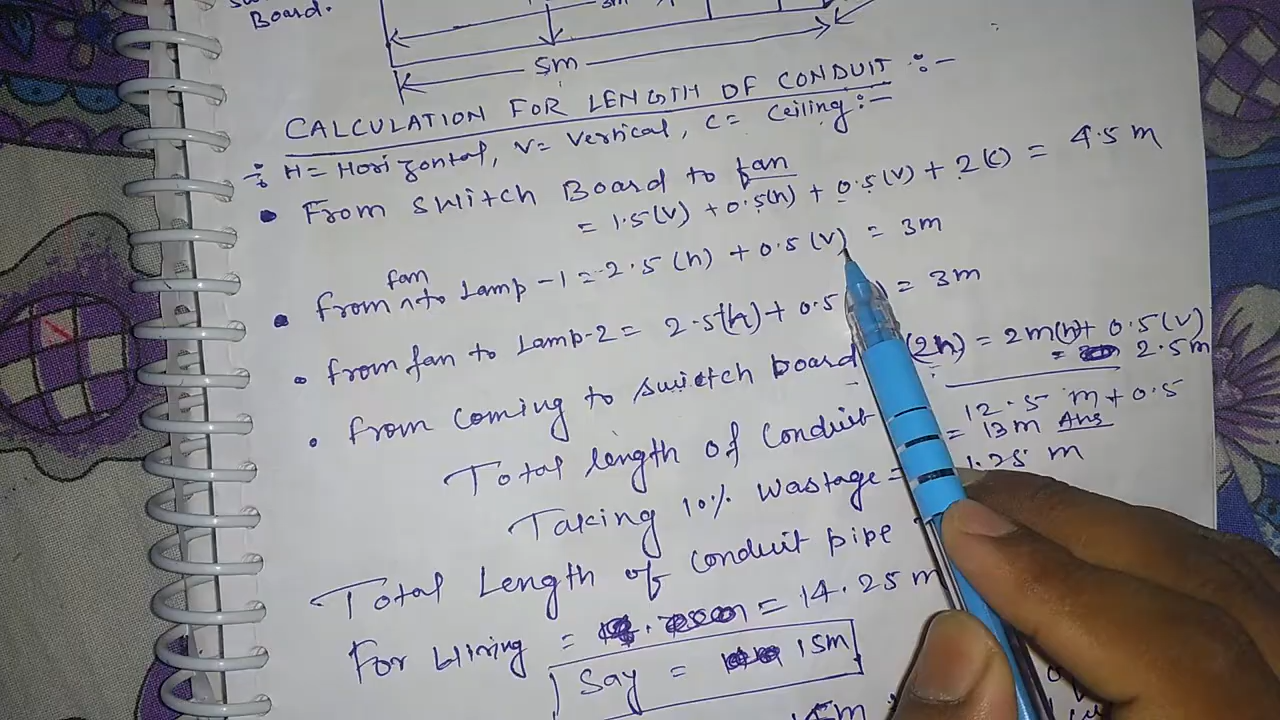 Board.
3m
5m
CALCULATION FOR LENGTH OF CONDUIT :-
H = Horizontal, V = Vertical, C = Ceiling :-
• From switch Board to fan
= 1.5(V) + 0.5(h) + 0.5(V) + 2(C) = 4.5 m
• from fan to Lamp-1 = 2.5(h) + 0.5(V) = 3m
• from fan to Lamp-2 = 2.5(h) + 0.5 = 3m
• from coming to switch board (2h) = 2m(h) + 0.5(V)
= 2.5m
Total length of conduit 12.5 m + 0.5
= 13m Ans
Taking 10% wastage = 1.25 m
Total Length of conduit pipe
For Wiring = = 14.25 m
Say = 15m